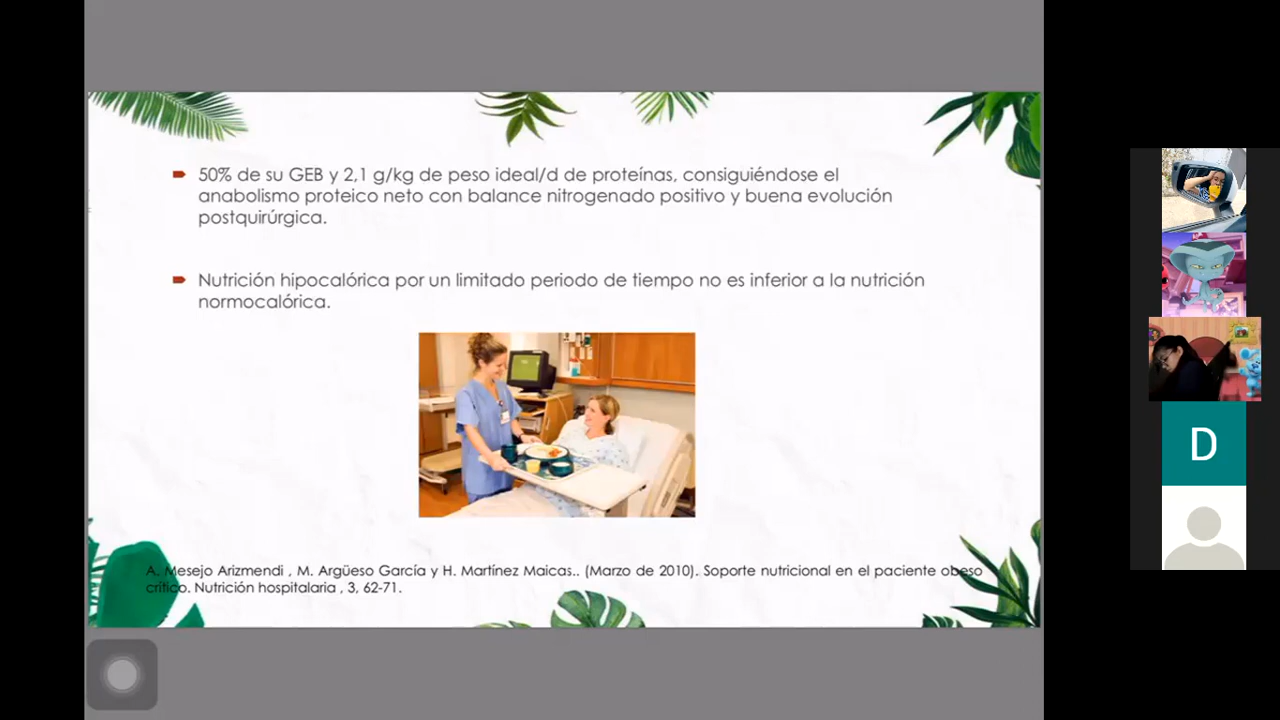 50% de su GEB y 2,1 g/kg de peso ideal/d de proteínas, consiguiéndose el
anabolismo proteico neto con balance nitrogenado positivo y buena evolución
postquirúrgica.
Nutrición hipocalórica por un limitado periodo de tiempo no es inferior a la nutrición
normocalórica.
A. Mesejo Arizmendi , M. Argüeso García y H. Martínez Maicas.. (Marzo de 2010). Soporte nutricional en el paciente obeso
crítico. Nutrición hospitalaria , 3, 62-71.
D